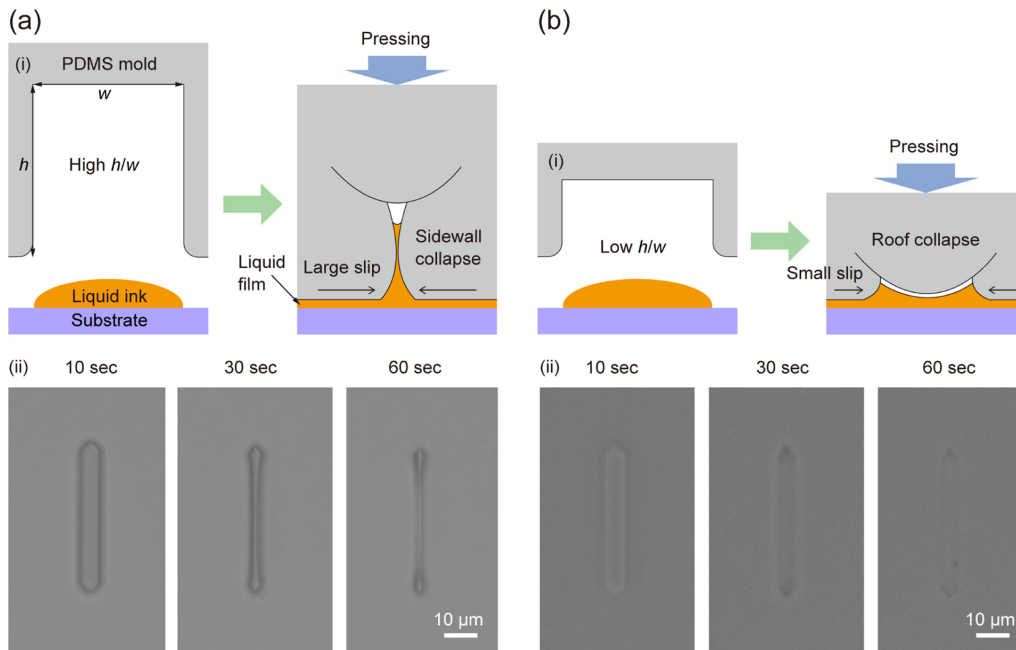 (a)
(i)
PDMS mold
w
h
High h/w
Liquid ink
Substrate
Pressing
Sidewall
collapse
Large slip
Liquid
film
(ii)
10 sec
30 sec
60 sec
10 μm
(b)
(i)
Low h/w
Pressing
Roof collapse
Small slip
(ii)
10 sec
30 sec
60 sec
10 μm